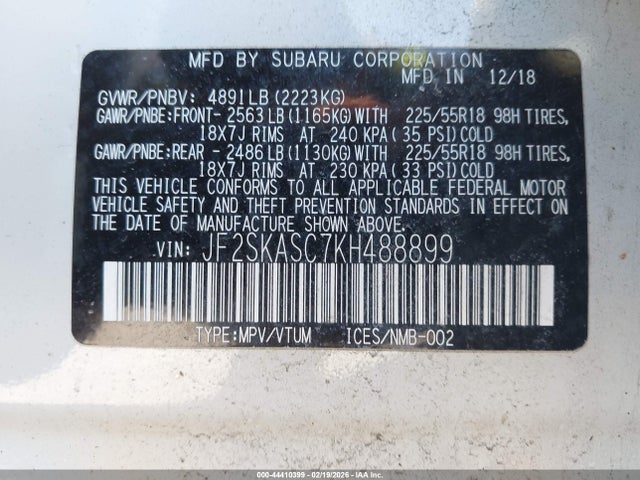 MFD BY SUBARU CORPORATION
MFD IN 12/18
GVWR/PNBV: 4891LB (2223KG)
GAWR/PNBE:FRONT- 2563LB (1165KG)WITH 225/55R18 98H TIRES,
18X7J RIMS AT 240 KPA( 35 PSI)COLD
GAWR/PNBE:REAR - 2486LB (1130KG)WITH 225/55R18 98H TIRES,
18X7J RIMS AT 230 KPA( 33 PSI)COLD
THIS VEHICLE CONFORMS TO ALL APPLICABLE FEDERAL MOTOR
VEHICLE SAFETY AND THEFT PREVENTION STANDARDS IN EFFECT ON
THE DATE OF MANUFACTURE SHOWN ABOVE.
VIN: JF2SKASC7KH488899
TYPE:MPV/VTUM ICES/NMB-002
000-44410399 - 02/19/2026 - IAA Inc.